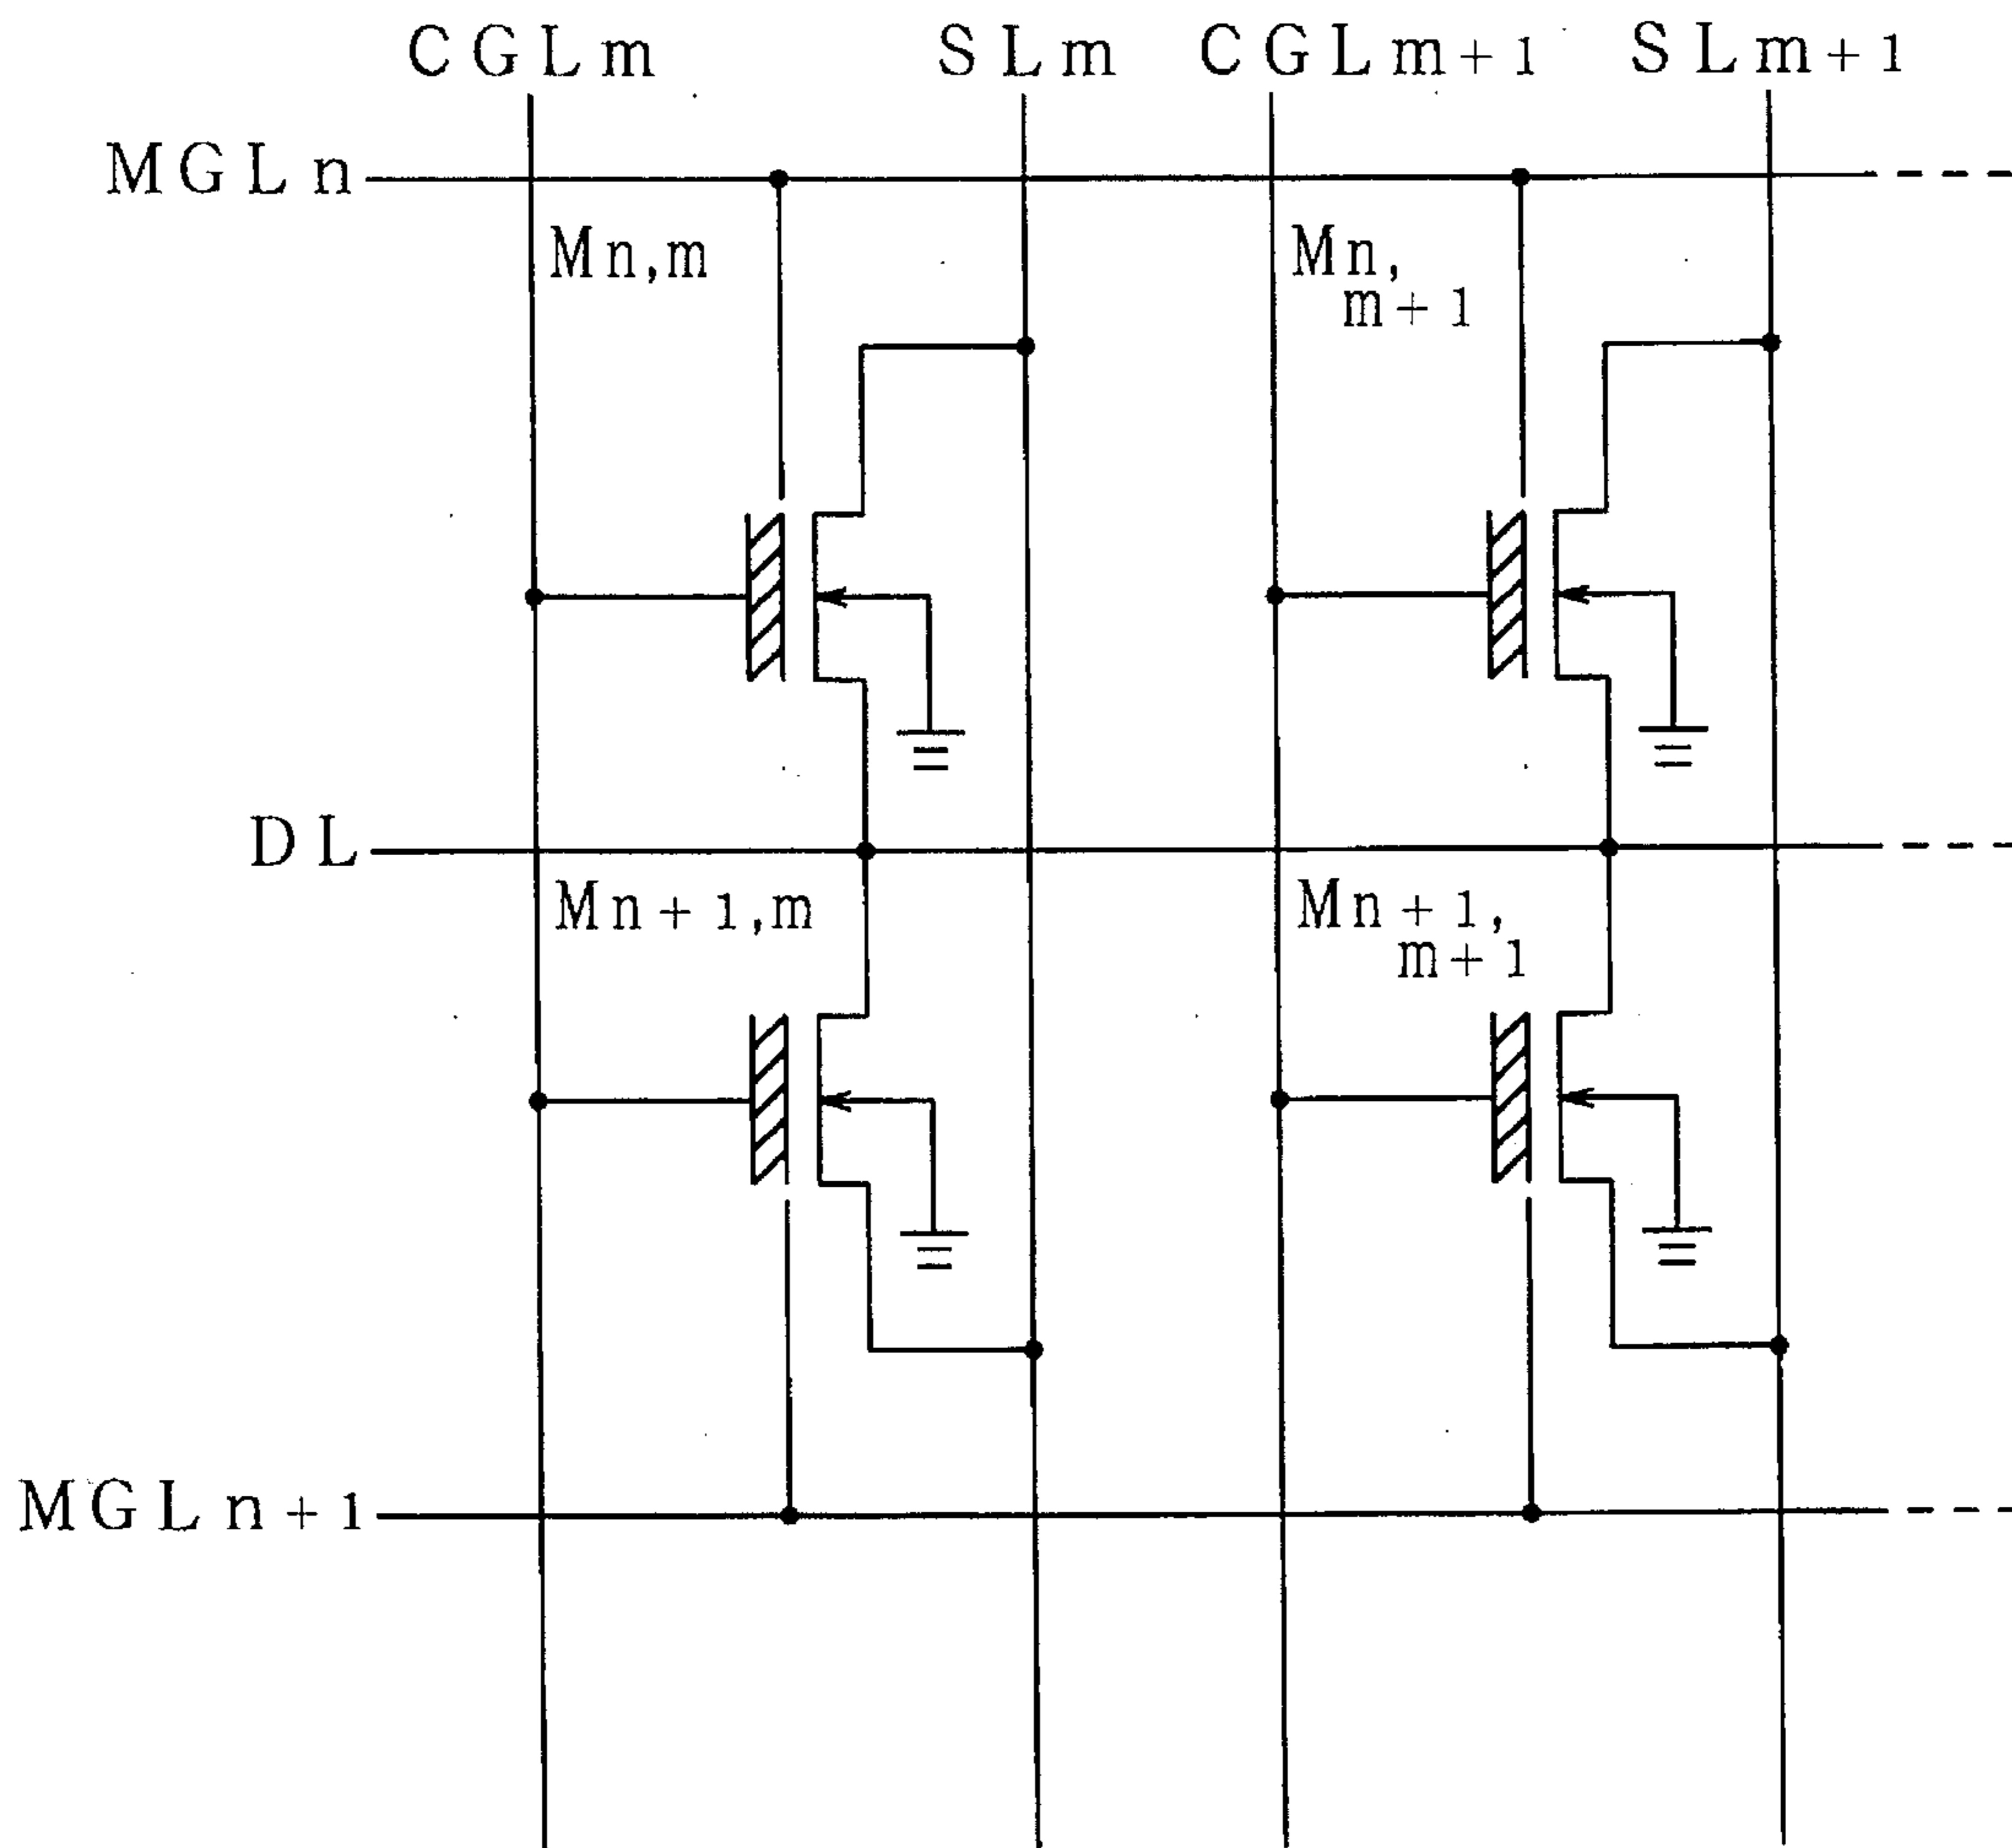 CGLm SLm CGLm+1 SLm+1
MGLn
Mn,m
Mn,
m+1
DL
Mn+1,m
Mn+1,
m+1
MGLn+1